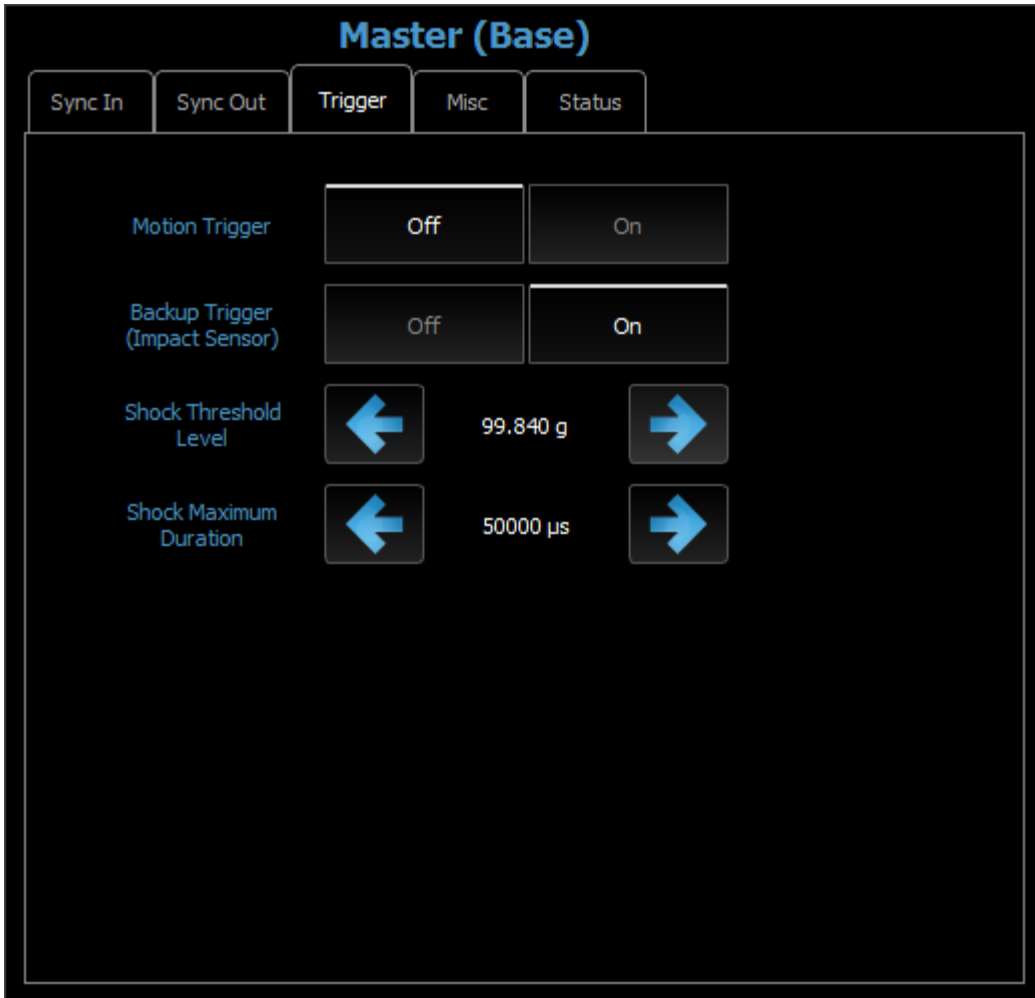 Master (Base)
Sync In Sync Out Trigger Misc Status
Motion Trigger Off On
Backup Trigger
(Impact Sensor) Off On
Shock Threshold
Level 99.840 g
Shock Maximum
Duration 50000 µs